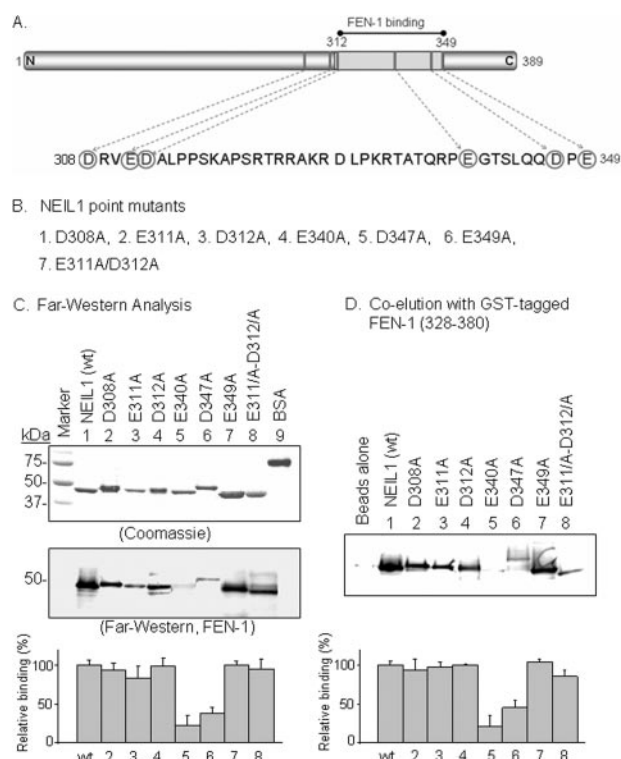 A.
FEN-1 binding
312 349
1 N C 389
308 D RV E D ALPPSKAPSRTRRAKR D LPKRTATQRP E GTSLQQ D P E 349
B. NEIL1 point mutants
1. D308A, 2. E311A, 3. D312A, 4. E340A, 5. D347A, 6. E349A,
7. E311A/D312A
C. Far-Western Analysis
kDa
Marker
NEIL1 (wt)
D308A
E311A
D312A
E340A
D347A
E349A
E311/A-D312/A
BSA
1 2 3 4 5 6 7 8 9
75-
50-
37-
(Coomassie)
50-
(Far-Western, FEN-1)
Relative binding (%)
100
50
0
wt 2 3 4 5 6 7 8
D. Co-elution with GST-tagged
FEN-1 (328-380)
Beads alone
NEIL1 (wt)
D308A
E311A
D312A
E340A
D347A
E349A
E311/A-D312/A
1 2 3 4 5 6 7 8
Relative binding (%)
100
50
0
wt 2 3 4 5 6 7 8